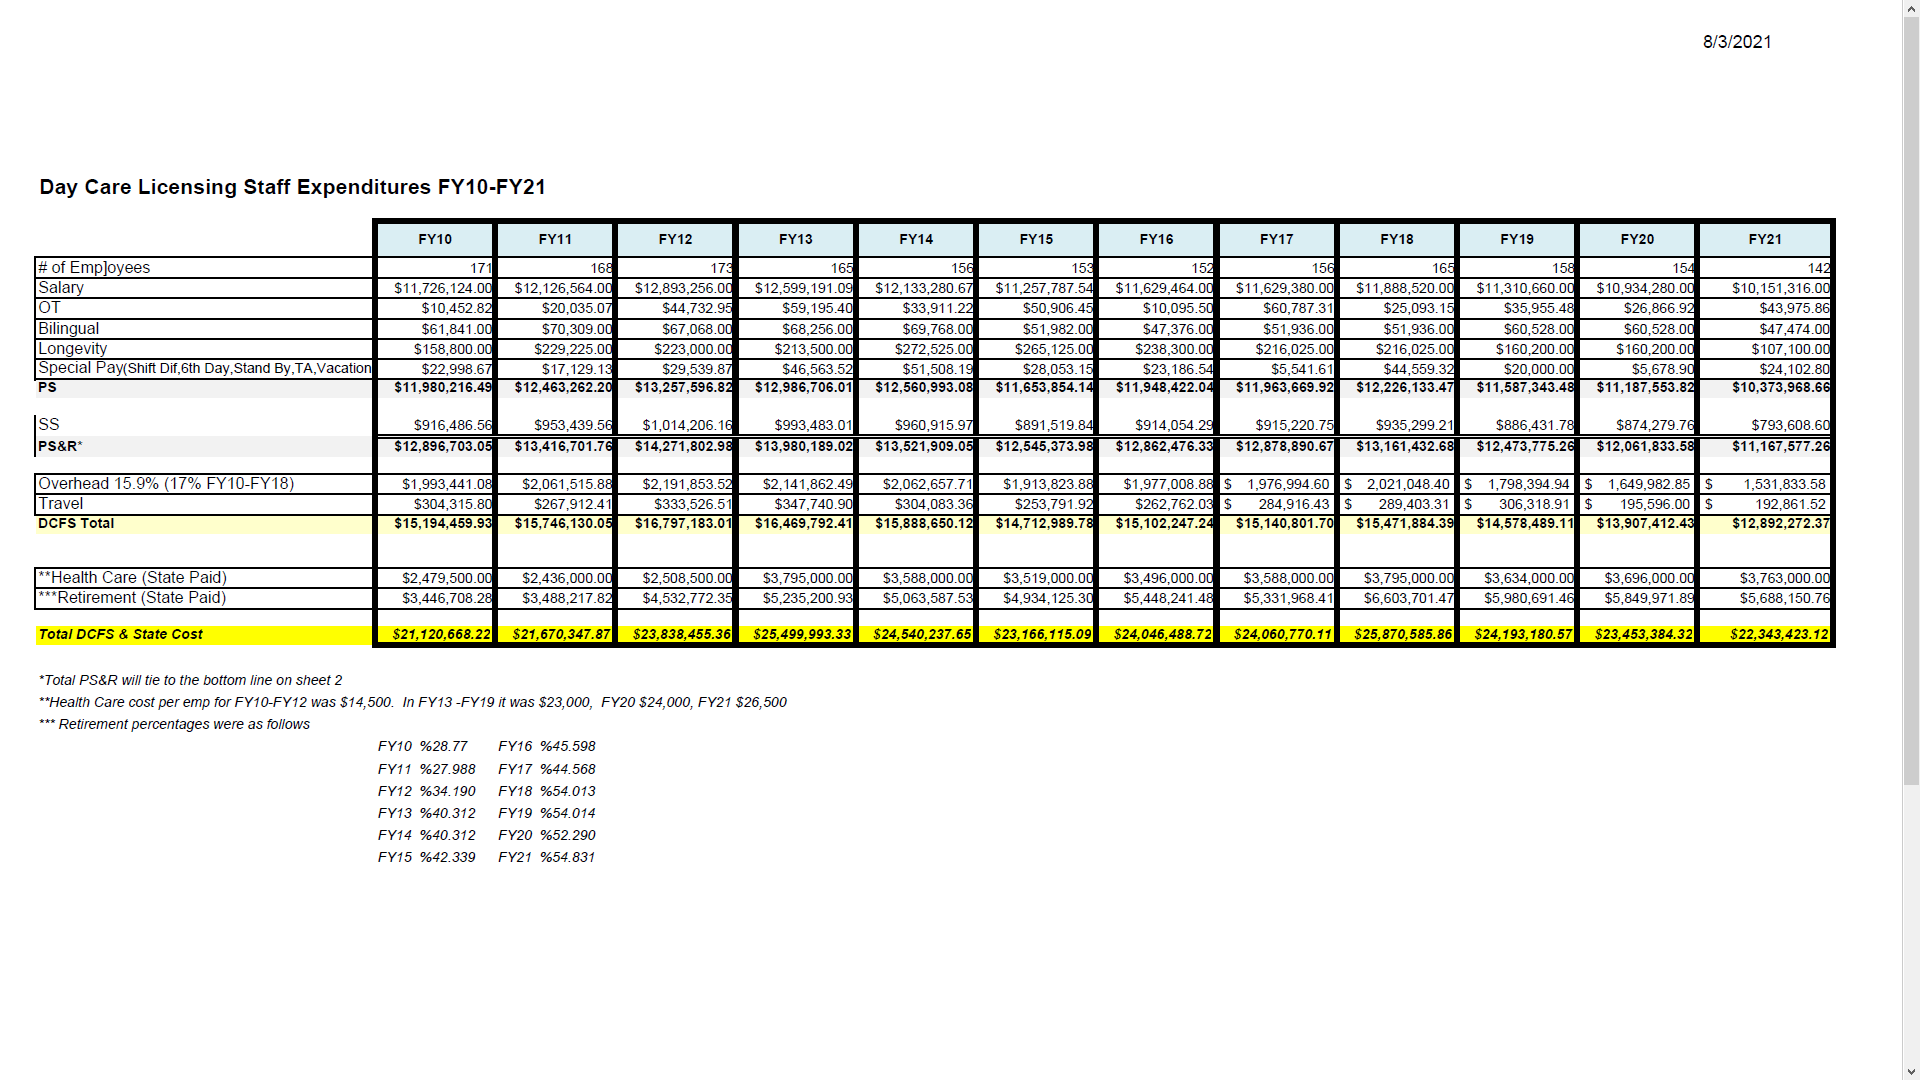 8/3/2021
Day Care Licensing Staff Expenditures FY10-FY21
FY10 FY11 FY12 FY13 FY14 FY15 FY16 FY17 FY18 FY19 FY20 FY21
# of Emp]oyees 171 168 173 165 156 153 152 156 165 158 154 142
Salary $11,726,124.00 $12,126,564.00 $12,893,256.00 $12,599,191.09 $12,133,280.67 $11,257,787.54 $11,629,464.00 $11,629,380.00 $11,888,520.00 $11,310,660.00 $10,934,280.00 $10,151,316.00
OT $10,452.82 $20,035.07 $44,732.95 $59,195.40 $33,911.22 $50,906.45 $10,095.50 $60,787.31 $25,093.15 $35,955.48 $26,866.92 $43,975.86
Bilingual $61,841.00 $70,309.00 $67,068.00 $68,256.00 $69,768.00 $51,982.00 $47,376.00 $51,936.00 $51,936.00 $60,528.00 $60,528.00 $47,474.00
Longevity $158,800.00 $229,225.00 $223,000.00 $213,500.00 $272,525.00 $265,125.00 $238,300.00 $216,025.00 $216,025.00 $160,200.00 $160,200.00 $107,100.00
Special Pay(Shift Dif,6th Day,Stand By,TA,Vacation $22,998.67 $17,129.13 $29,539.87 $46,563.52 $51,508.19 $28,053.15 $23,186.54 $5,541.61 $44,559.32 $20,000.00 $5,678.90 $24,102.80
PS $11,980,216.49 $12,463,262.20 $13,257,596.82 $12,986,706.01 $12,560,993.08 $11,653,854.14 $11,948,422.04 $11,963,669.92 $12,226,133.47 $11,587,343.48 $11,187,553.82 $10,373,968.66
SS $916,486.56 $953,439.56 $1,014,206.16 $993,483.01 $960,915.97 $891,519.84 $914,054.29 $915,220.75 $935,299.21 $886,431.78 $874,279.76 $793,608.60
PS&R* $12,896,703.05 $13,416,701.76 $14,271,802.98 $13,980,189.02 $13,521,909.05 $12,545,373.98 $12,862,476.33 $12,878,890.67 $13,161,432.68 $12,473,775.26 $12,061,833.58 $11,167,577.26
Overhead 15.9% (17% FY10-FY18) $1,993,441.08 $2,061,515.88 $2,191,853.52 $2,141,862.49 $2,062,657.71 $1,913,823.88 $1,977,008.88 $ 1,976,994.60 $ 2,021,048.40 $ 1,798,394.94 $ 1,649,982.85 $ 1,531,833.58
Travel $304,315.80 $267,912.41 $333,526.51 $347,740.90 $304,083.36 $253,791.92 $262,762.03 $ 284,916.43 $ 289,403.31 $ 306,318.91 $ 195,596.00 $ 192,861.52
DCFS Total $15,194,459.93 $15,746,130.05 $16,797,183.01 $16,469,792.41 $15,888,650.12 $14,712,989.78 $15,102,247.24 $15,140,801.70 $15,471,884.39 $14,578,489.11 $13,907,412.43 $12,892,272.37
**Health Care (State Paid) $2,479,500.00 $2,436,000.00 $2,508,500.00 $3,795,000.00 $3,588,000.00 $3,519,000.00 $3,496,000.00 $3,588,000.00 $3,795,000.00 $3,634,000.00 $3,696,000.00 $3,763,000.00
***Retirement (State Paid) $3,446,708.28 $3,488,217.82 $4,532,772.35 $5,235,200.93 $5,063,587.53 $4,934,125.30 $5,448,241.48 $5,331,968.41 $6,603,701.47 $5,980,691.46 $5,849,971.89 $5,688,150.76
Total DCFS & State Cost $21,120,668.22 $21,670,347.87 $23,838,455.36 $25,499,993.33 $24,540,237.65 $23,166,115.09 $24,046,488.72 $24,060,770.11 $25,870,585.86 $24,193,180.57 $23,453,384.32 $22,343,423.12
*Total PS&R will tie to the bottom line on sheet 2
**Health Care cost per emp for FY10-FY12 was $14,500. In FY13 -FY19 it was $23,000, FY20 $24,000, FY21 $26,500
*** Retirement percentages were as follows
FY10 %28.77 FY16 %45.598
FY11 %27.988 FY17 %44.568
FY12 %34.190 FY18 %54.013
FY13 %40.312 FY19 %54.014
FY14 %40.312 FY20 %52.290
FY15 %42.339 FY21 %54.831